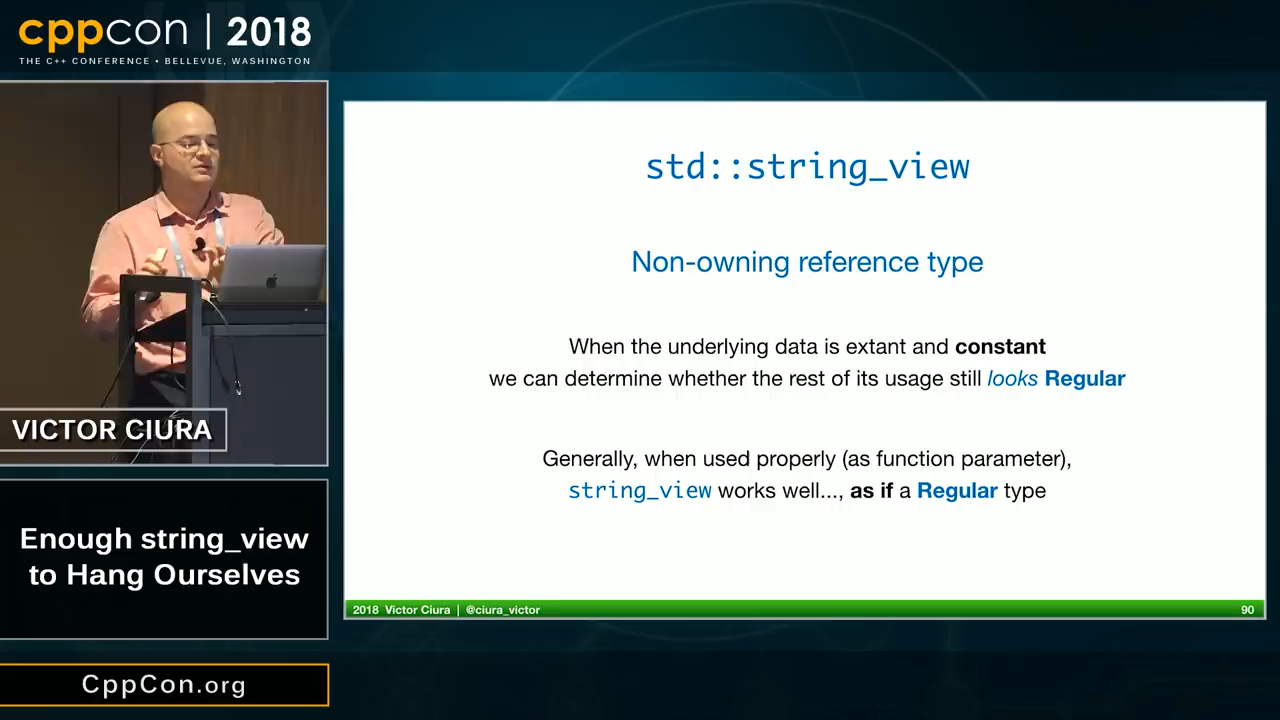 cppcon | 2018
THE C++ CONFERENCE • BELLEVUE, WASHINGTON
VICTOR CIURA
Enough string_view
to Hang Ourselves
CppCon.org
std::string_view
Non-owning reference type
When the underlying data is extant and constant
we can determine whether the rest of its usage still looks Regular
Generally, when used properly (as function parameter),
string_view works well..., as if a Regular type
2018 Victor Ciura | @ciura_victor
90